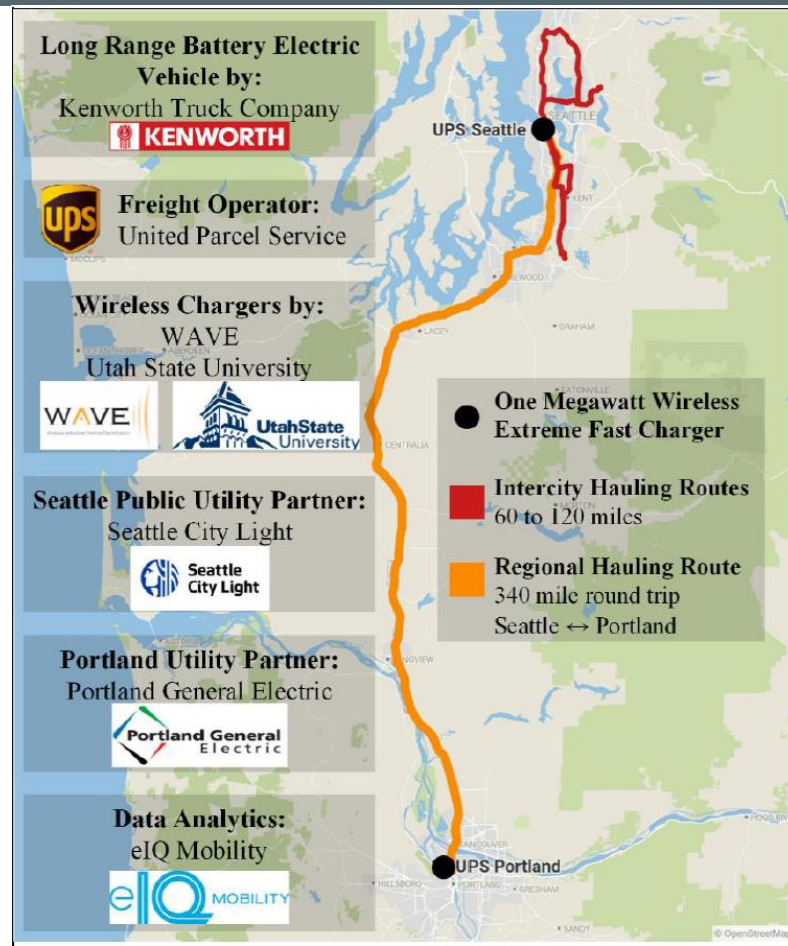 Long Range Battery Electric
Vehicle by:
Kenworth Truck Company
KENWORTH
ups
Freight Operator:
United Parcel Service
Wireless Chargers by:
WAVE
Utah State University
WAVE
UtahState
University
Seattle Public Utility Partner:
Seattle City Light
Seattle
City Light
Portland Utility Partner:
Portland General Electric
Portland General
Electric
Data Analytics:
eIQ Mobility
eIQ MOBILITY
SEATTLE
UPS Seattle
KENT
MOCLIPS
LACEY
GRAHAM
ABERDEEN
CENTRALIA
One Megawatt Wireless
Extreme Fast Charger
Intercity Hauling Routes
60 to 120 miles
Regional Hauling Route
340 mile round trip
Seattle ↔ Portland
VANCOUVER
UPS Portland
HILLSBORO
PORTLAND
GRESHAM
SANDY
© OpenStreetMap